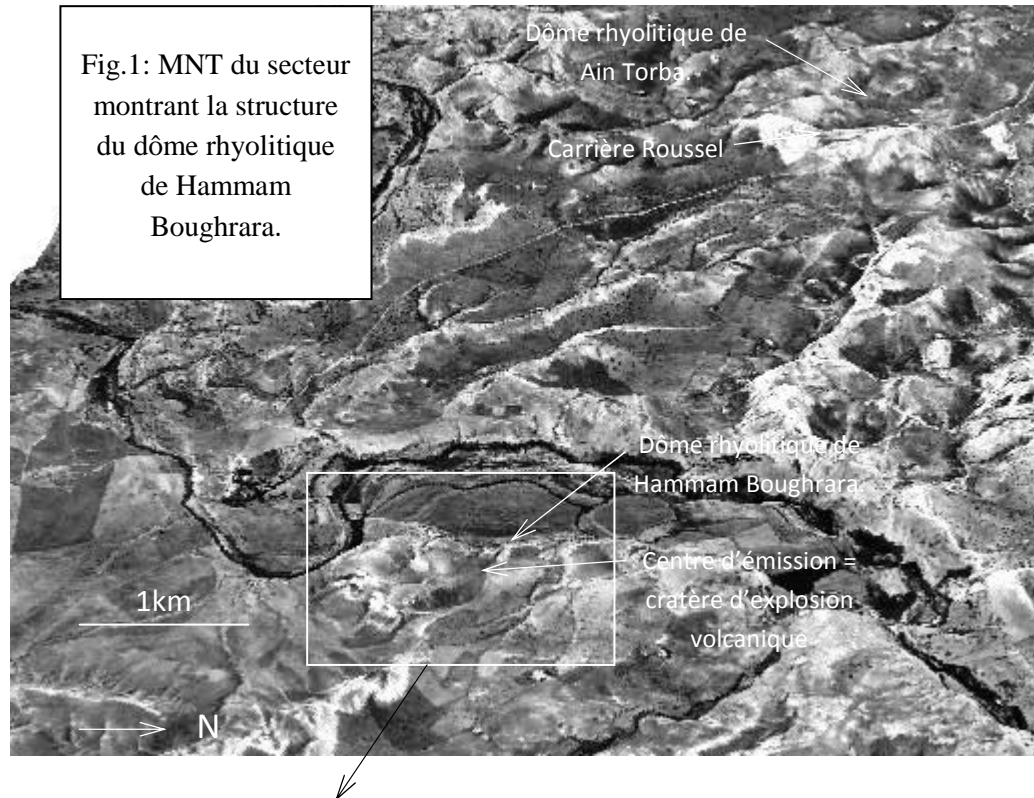 Fig.1: MNT du secteur
montrant la structure
du dôme rhyolitique
de Hammam
Boughrara.
Dôme rhyolitique de
Ain Torba.
Carrière Roussel
Dôme rhyolitique de
Hammam Boughrara.
Centre d'émission =
cratère d'explosion
volcanique
1km
N